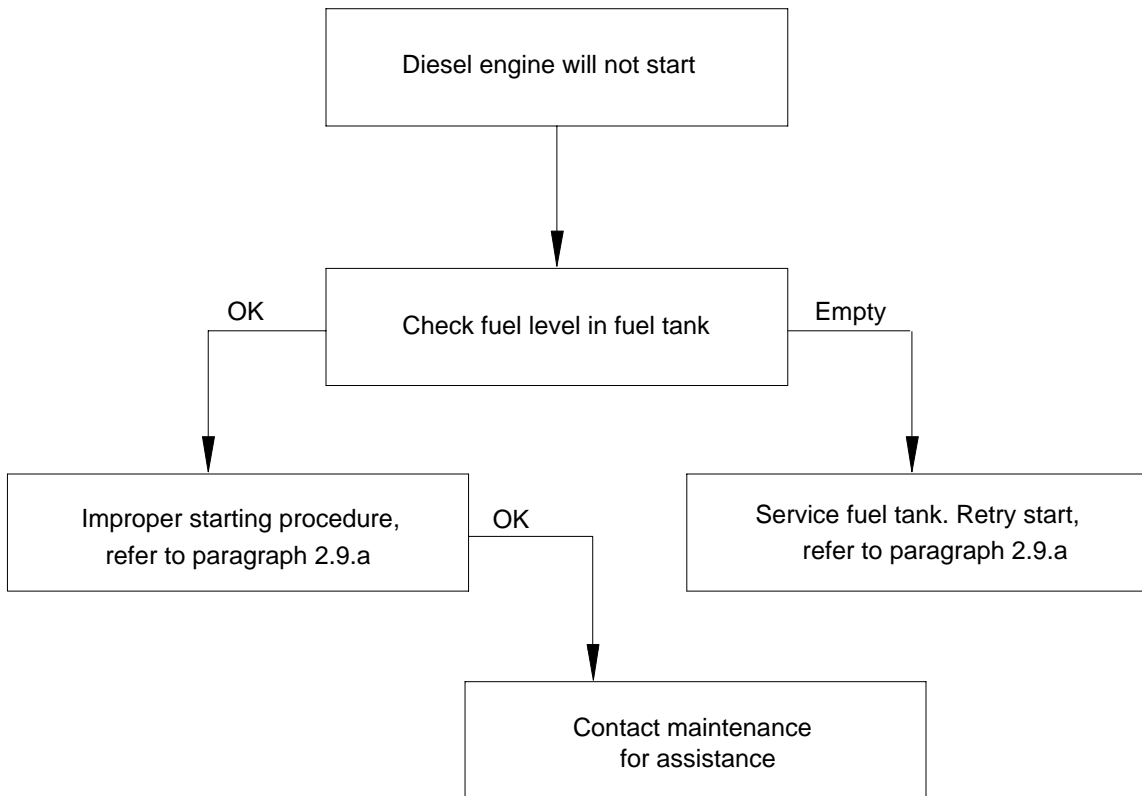 Diesel engine will not start
OK
Check fuel level in fuel tank
Empty
Improper starting procedure,
refer to paragraph 2.9.a
OK
Service fuel tank. Retry start,
refer to paragraph 2.9.a
Contact maintenance
for assistance